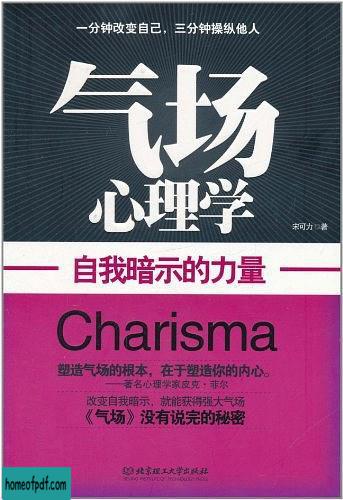 一分钟改变自己，三分钟操纵他人
气场
心理学
宋可力 著
自我暗示的力量
Charisma
塑造气场的根本，在于塑造你的内心。
——著名心理学家皮克·菲尔
改变自我暗示，就能获得强大气场
《气场》没有说完的秘密
北京理工大学出版社
homeofpdf.com